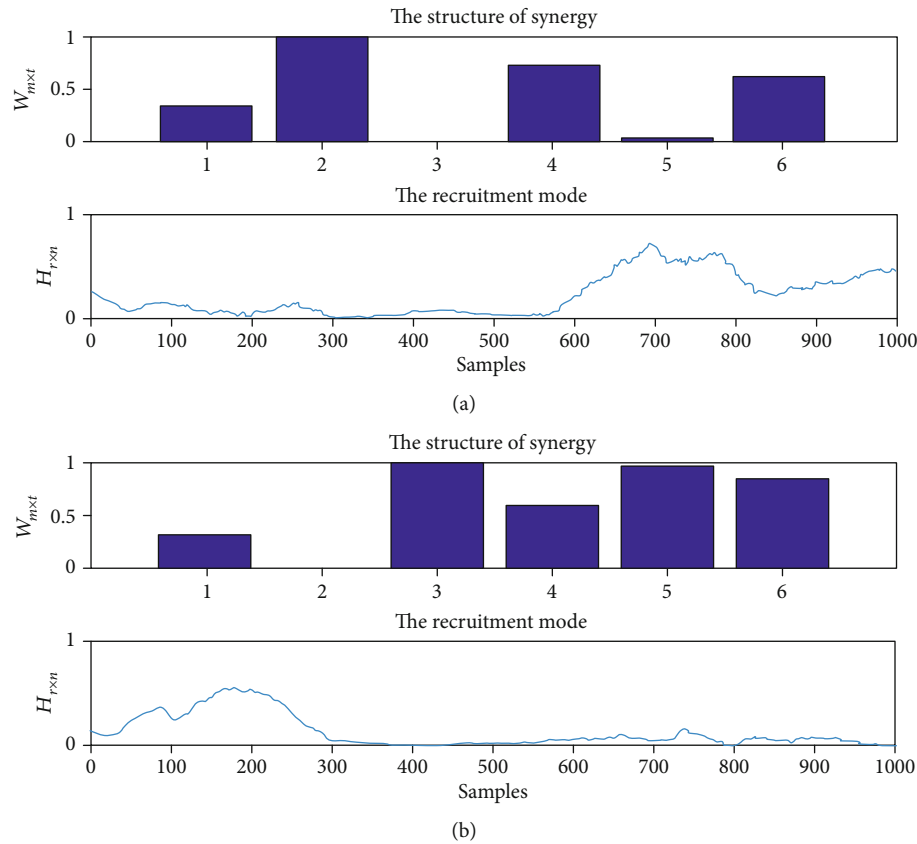 The structure of synergy
1
0.5
0
W_{m×t}
1 2 3 4 5 6
The recruitment mode
1
0
H_{r×n}
0 100 200 300 400 500 600 700 800 900 1000
Samples
(a)
The structure of synergy
1
0.5
0
W_{m×t}
1 2 3 4 5 6
The recruitment mode
1
0
H_{r×n}
0 100 200 300 400 500 600 700 800 900 1000
Samples
(b)